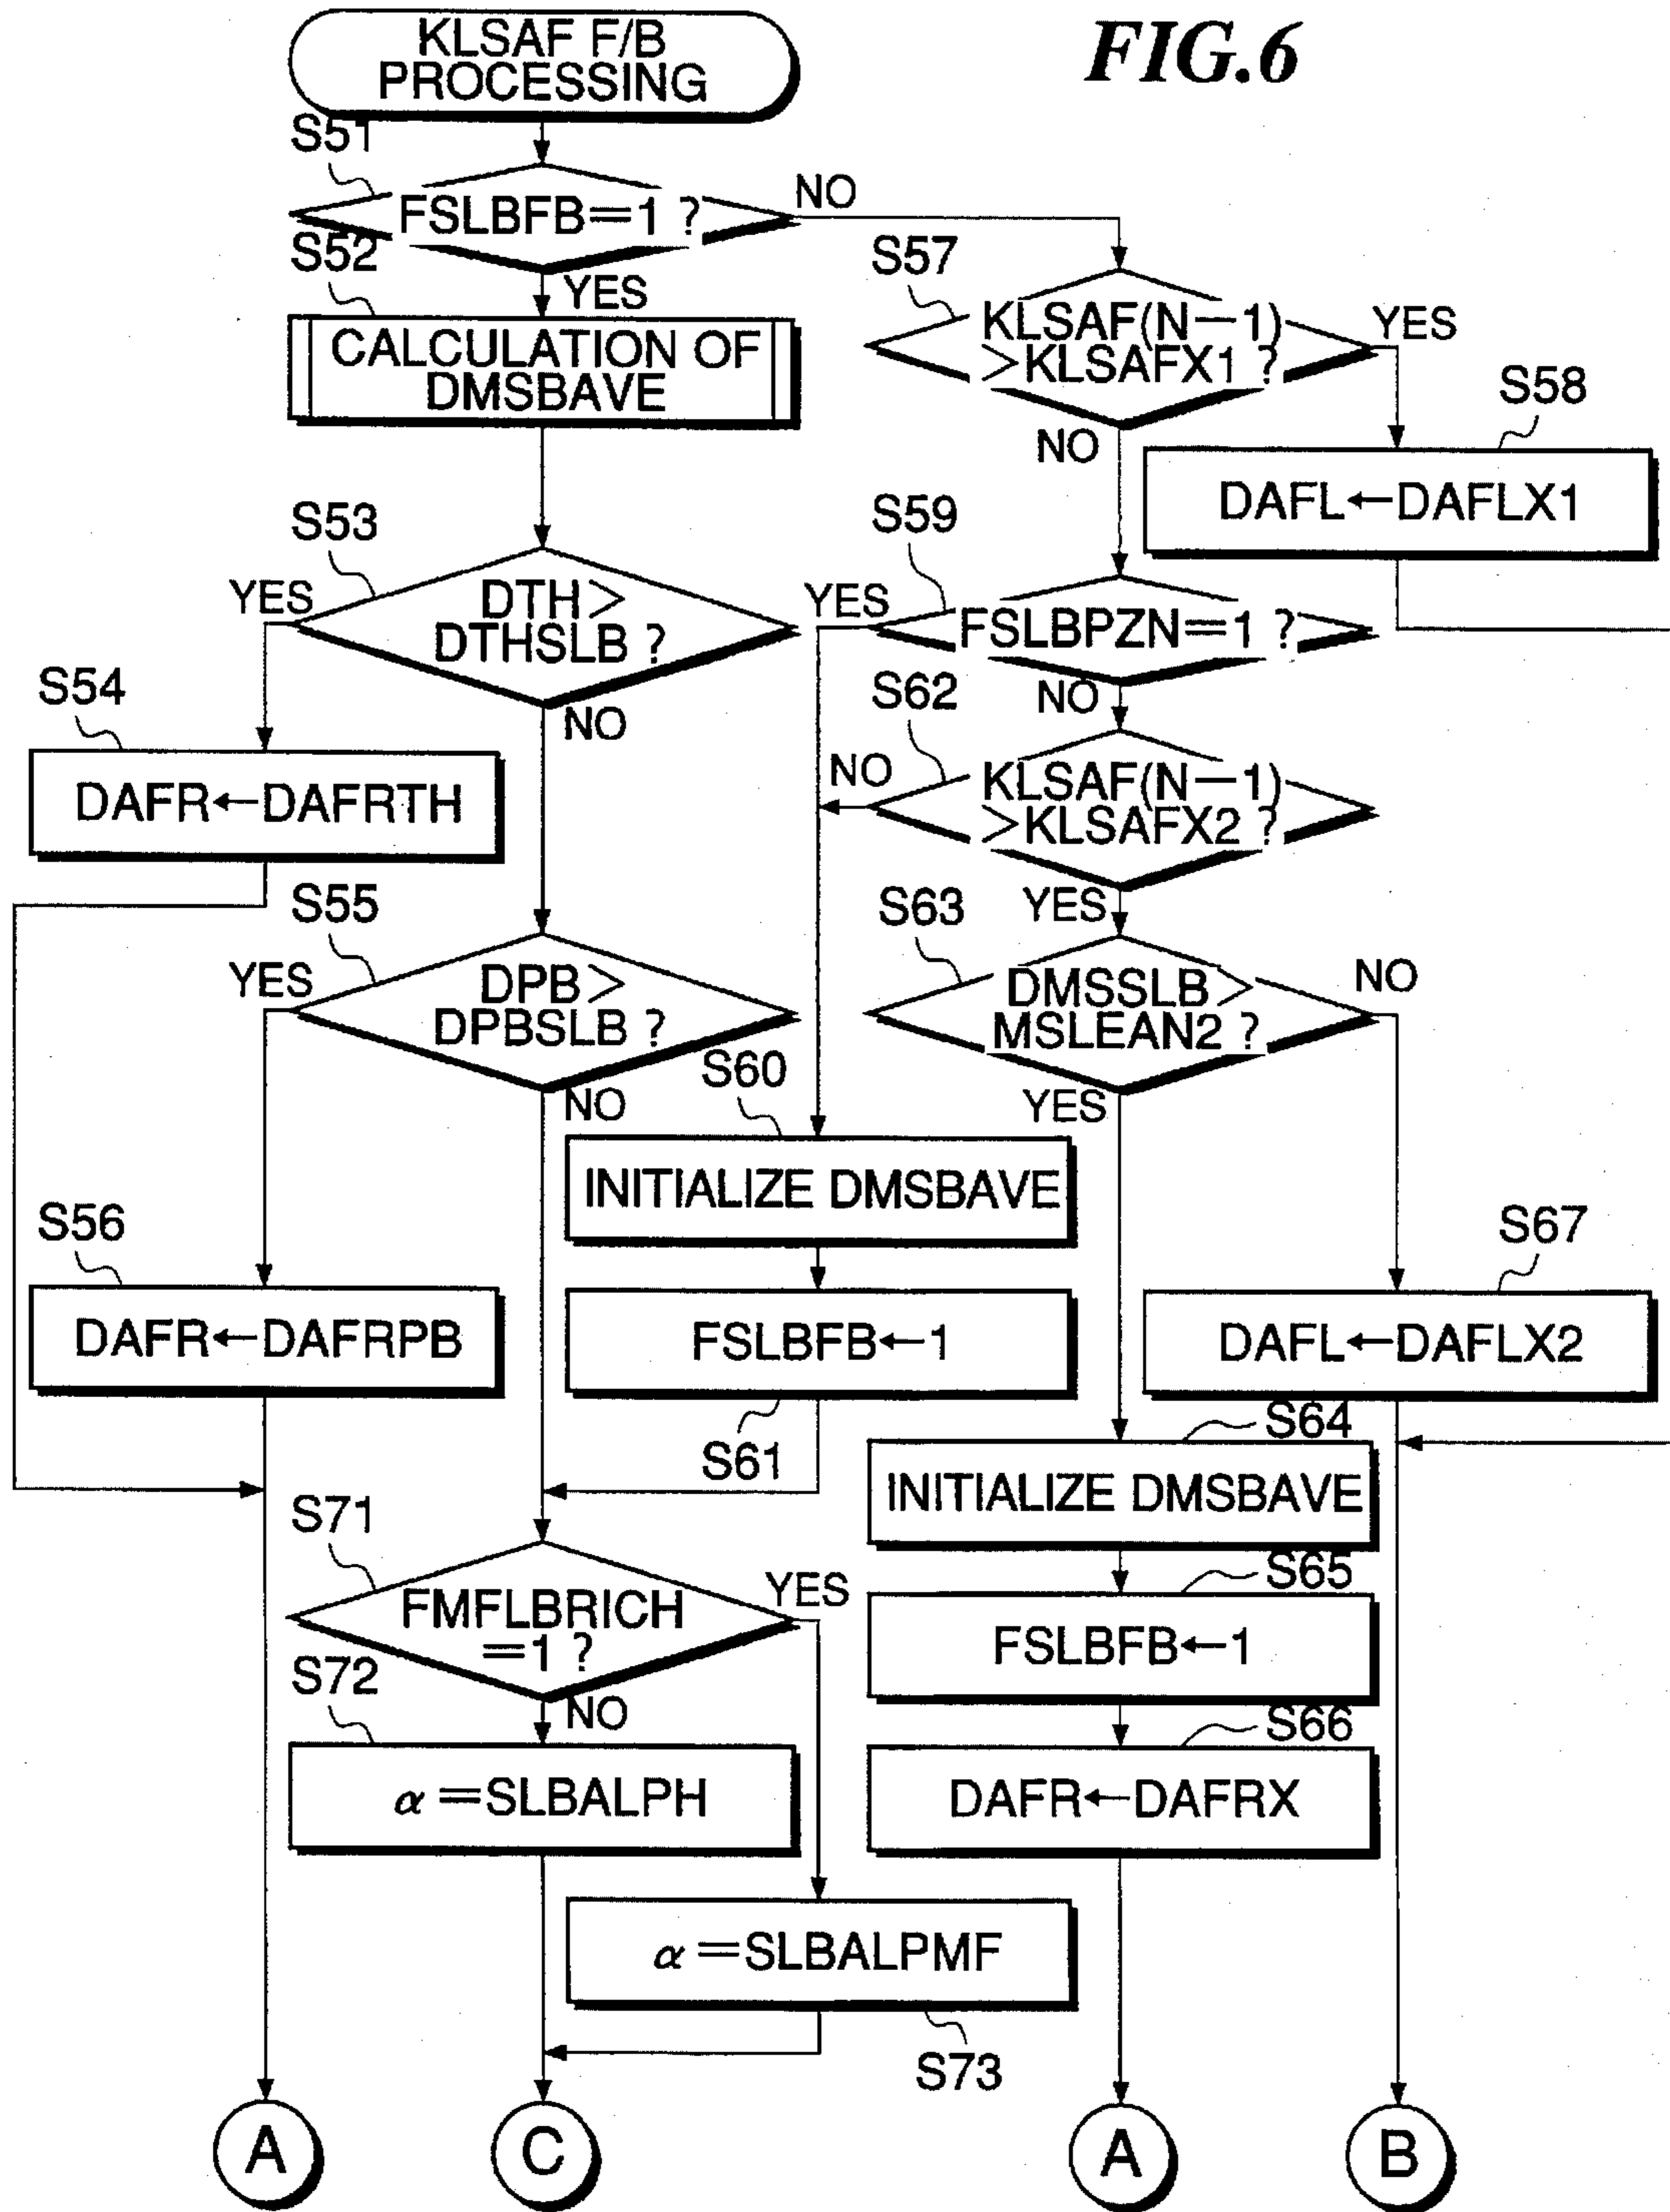 FIG.6
KLSAF F/B
PROCESSING
S51
FSLBFB=1 ?
NO
YES
S52
CALCULATION OF
DMSBAVE
S57
KLSAF(N-1)
>KLSAFX1 ?
YES
NO
S58
DAFL←DAFLX1
S53
DTH>
DTHSLB ?
YES
NO
S59
FSLBPZN=1 ?
YES
NO
S54
DAFR←DAFRTH
S62
KLSAF(N-1)
>KLSAFX2 ?
NO
YES
S55
DPB>
DPBSLB ?
YES
NO
S63
DMSSLB>
MSLEAN2 ?
NO
YES
S60
INITIALIZE DMSBAVE
S56
DAFR←DAFRPB
FSLBFB←1
S61
S67
DAFL←DAFLX2
S64
INITIALIZE DMSBAVE
S71
FMFLBRICH
=1 ?
YES
NO
S65
FSLBFB←1
S72
α=SLBALPH
S66
DAFR←DAFRX
α=SLBALPMF
S73
A
C
A
B